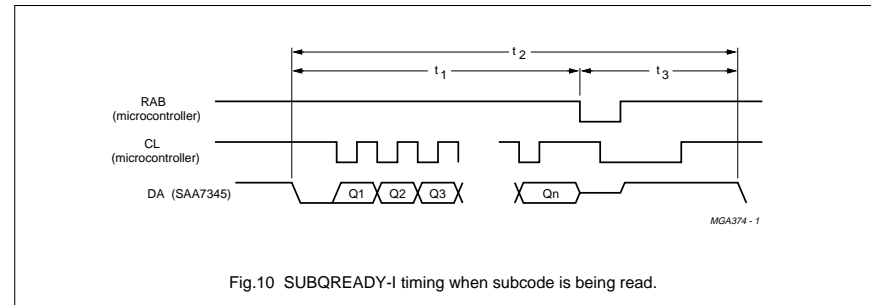 t2
t1
t3
RAB
(microcontroller)
CL
(microcontroller)
DA (SAA7345)
Q1
Q2
Q3
Qn
MGA374 - 1
Fig.10 SUBQREADY-I timing when subcode is being read.